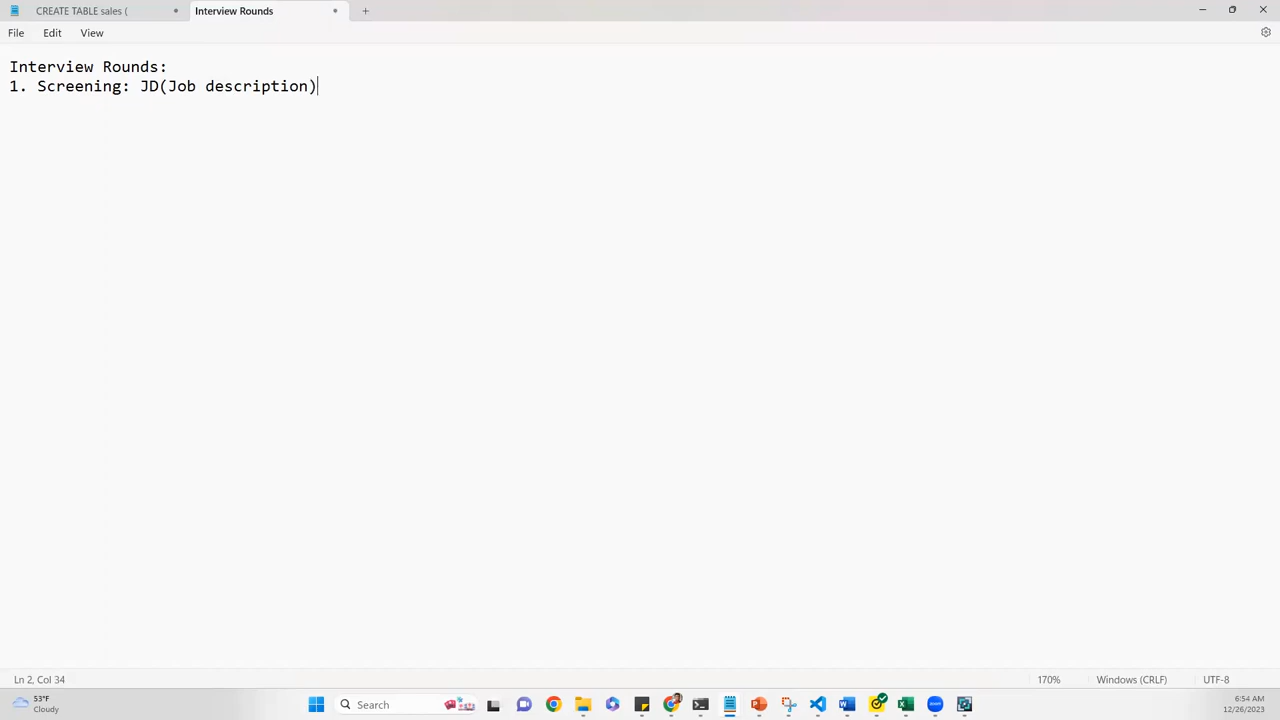 CREATE TABLE sales (
Interview Rounds
File Edit View
Interview Rounds:
1. Screening: JD(Job description)
Ln 2, Col 34
170%
Windows (CRLF)
UTF-8
53°F
Cloudy
Search
6:54 AM
12/26/2023